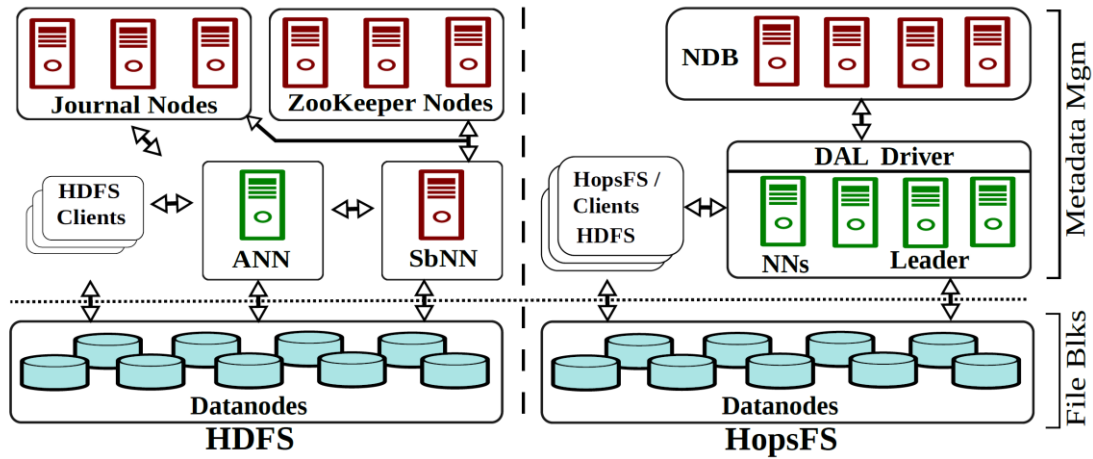 Journal Nodes
ZooKeeper Nodes
HDFS
Clients
ANN
SbNN
Datanodes
HDFS
NDB
DAL Driver
HopsFS /
Clients
HDFS
NNs
Leader
Datanodes
HopsFS
Metadata Mgm
File Blks